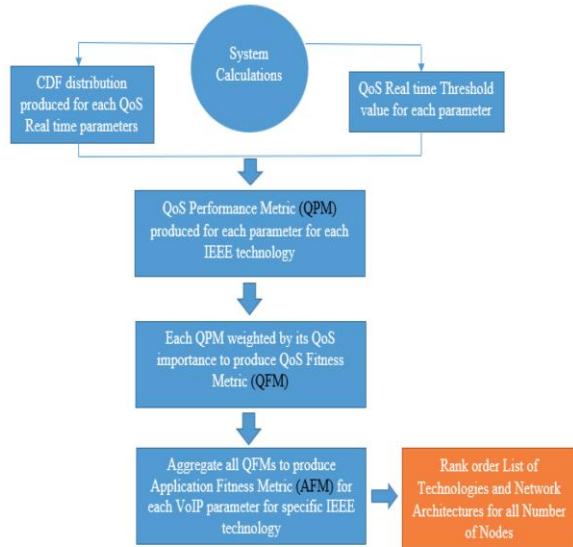 System
Calculations
CDF distribution
produced for each QoS
Real time parameters
QoS Real time Threshold
value for each parameter
QoS Performance Metric (QPM)
produced for each parameter for each
IEEE technology
Each QPM weighted by its QoS
importance to produce QoS Fitness
Metric (QFM)
Aggregate all QFMs to produce
Application Fitness Metric (AFM) for
each VoIP parameter for specific IEEE
technology
Rank order List of
Technologies and Network
Architectures for all Number
of Nodes